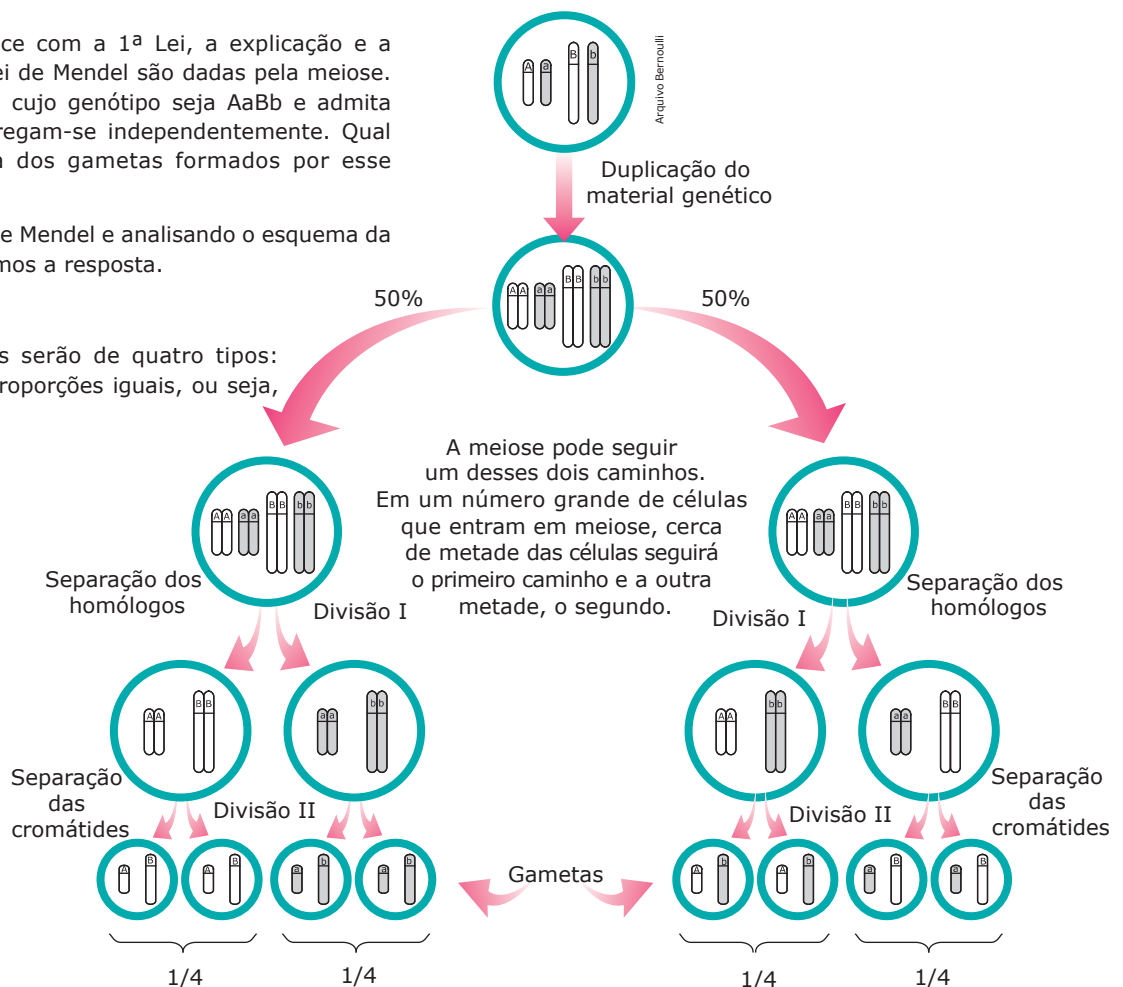 ce com a 1ª Lei, a explicação e a
ei de Mendel são dadas pela meiose.
cujo genótipo seja AaBb e admita
regam-se independentemente. Qual
dos gametas formados por esse
e Mendel e analisando o esquema da
mos a resposta.
s serão de quatro tipos:
roporções iguais, ou seja,
A a B b
Arquivo Bernoulli
Duplicação do
material genético
A A a a B B b b
50%
50%
A meiose pode seguir
um desses dois caminhos.
Em um número grande de células
que entram em meiose, cerca
de metade das células seguirá
o primeiro caminho e a outra
metade, o segundo.
A A a a B B b b
A A a a B B b b
Separação dos
homólogos
Divisão I
Divisão I
Separação dos
homólogos
A A B B
a a b b
A A b b
a a B B
Separação
das
cromátides
Divisão II
Divisão II
Separação
das
cromátides
A B
A B
a b
a b
Gametas
A b
A b
a B
a B
1/4
1/4
1/4
1/4